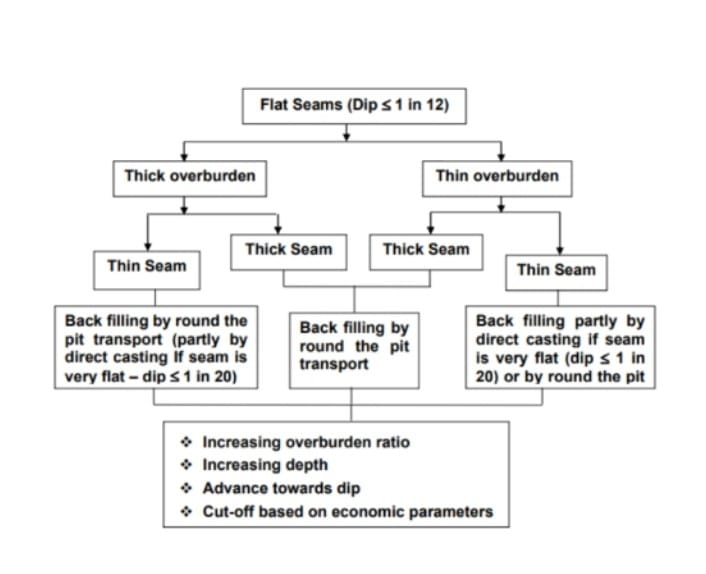 Flat Seams (Dip ≤ 1 in 12)
Thick overburden
Thin overburden
Thin Seam
Thick Seam
Thick Seam
Thin Seam
Back filling by round the
pit transport (partly by
direct casting If seam is
very flat – dip ≤ 1 in 20)
Back filling by
round the pit
transport
Back filling partly by
direct casting if seam
is very flat (dip ≤ 1 in
20) or by round the pit
❖ Increasing overburden ratio
❖ Increasing depth
❖ Advance towards dip
❖ Cut-off based on economic parameters